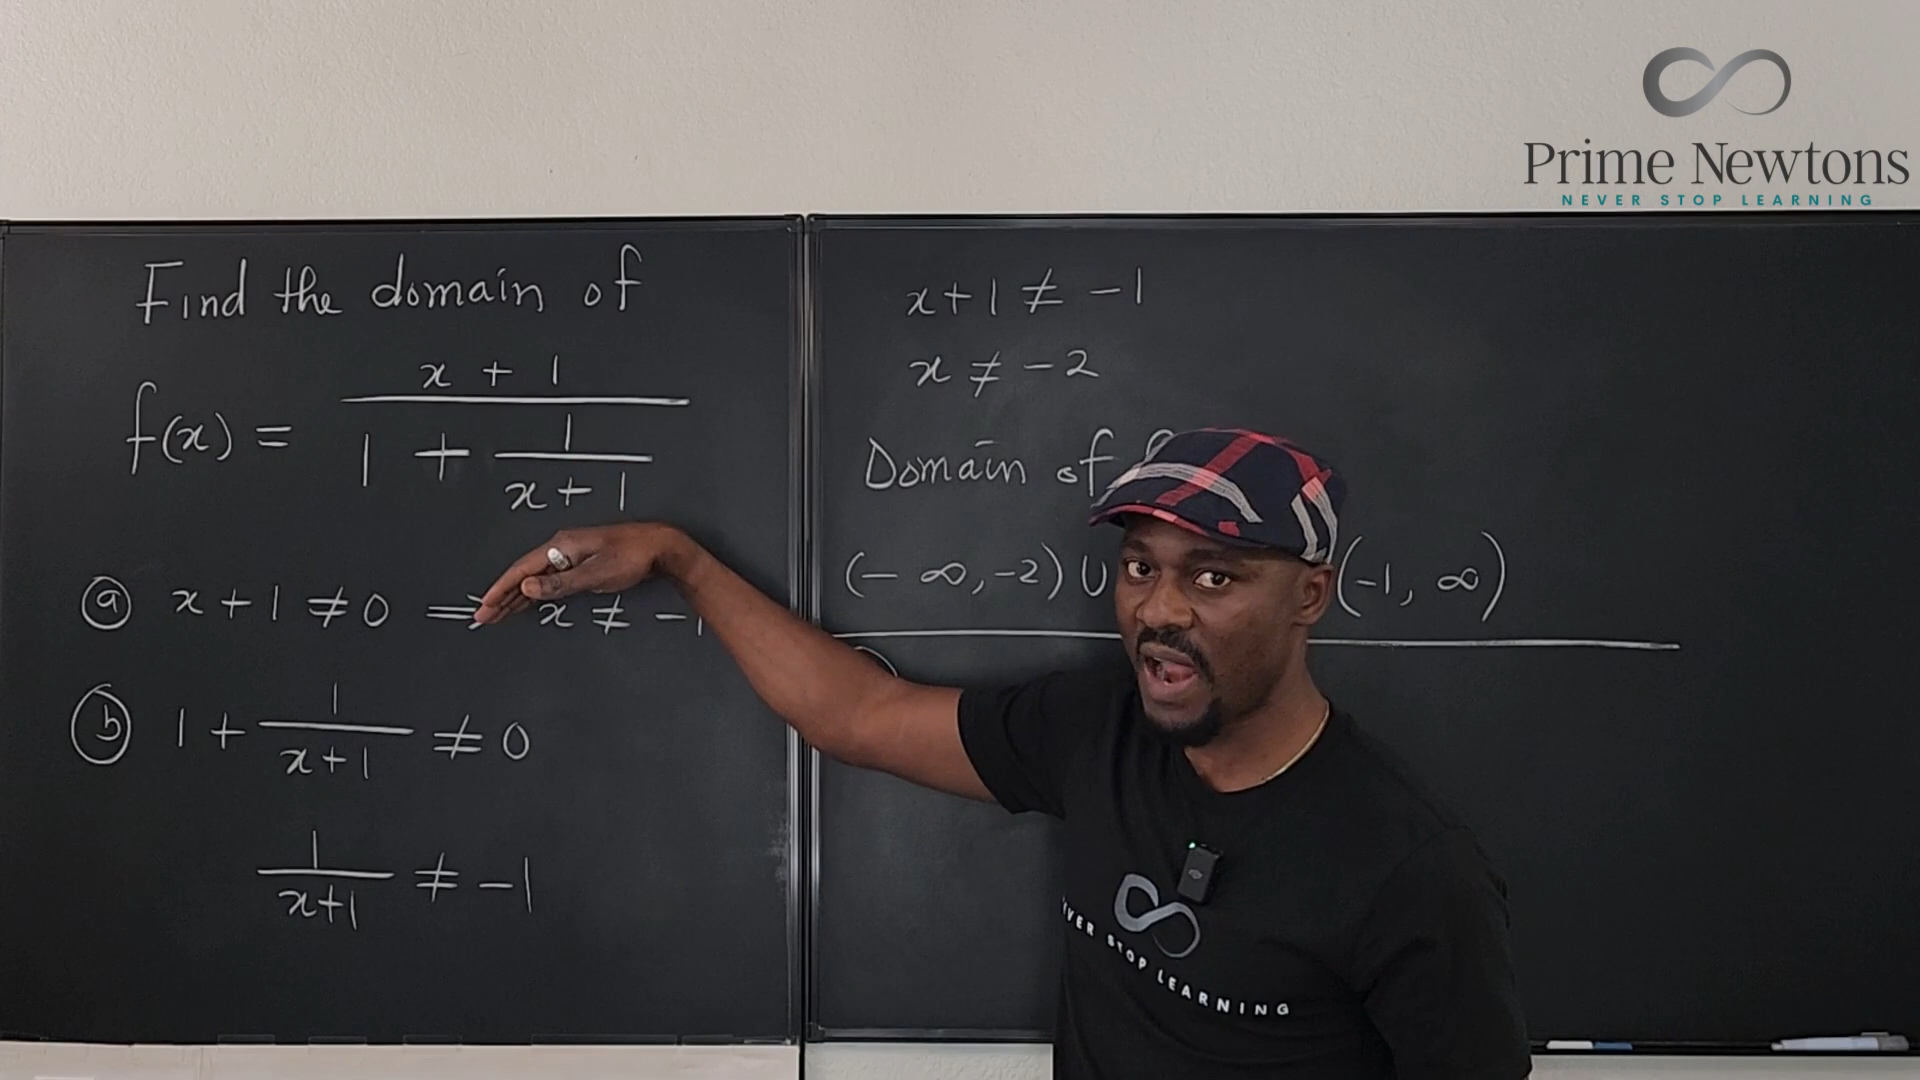 Prime Newtons
NEVER STOP LEARNING
Find the domain of
f(x) = x + 1 / 1 + 1 / x + 1
ⓐ x + 1 ≠ 0 ⇒ x ≠ -1
ⓑ 1 + 1 / x+1 ≠ 0
1 / x+1 ≠ -1
x+1 ≠ -1
x ≠ -2
Domain of
(-∞, -2) ∪ (-1, ∞)
STOP LEARNING